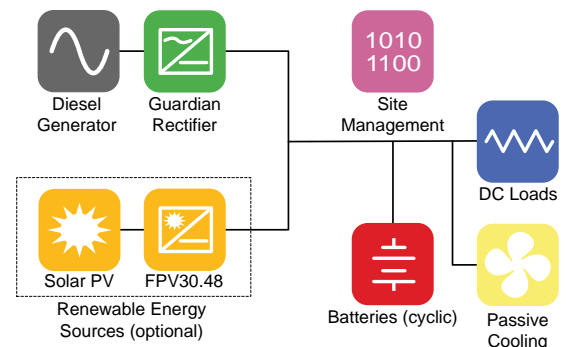 1010
1100
Diesel
Generator
Guardian
Rectifier
Site
Management
DC Loads
Solar PV
FPV30.48
Renewable Energy
Sources (optional)
Batteries (cyclic)
Passive
Cooling